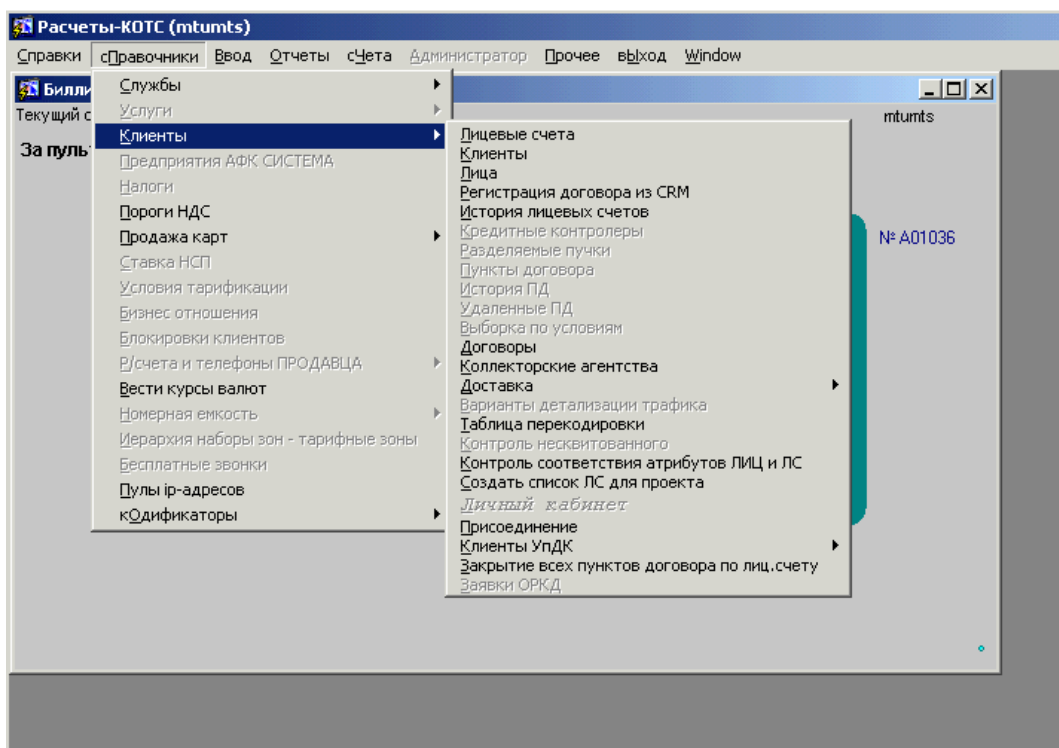 Расчеты-КОТС (mtumts)
Справки сПравочники Ввод Отчеты сЧета Администратор Прочее вЫход Window
Билли
Текущий с
mtumts
За пуль
№ A01036
Службы
Услуги
Клиенты
Предприятия АФК СИСТЕМА
Налоги
Пороги НДС
Продажа карт
Ставка НСП
Условия тарификации
Бизнес отношения
Блокировки клиентов
Р/счета и телефоны ПРОДАВЦА
Вести курсы валют
Номерная емкость
Иерархия наборы зон - тарифные зоны
Бесплатные звонки
Пулы ip-адресов
кОдификаторы
Лицевые счета
Клиенты
Лица
Регистрация договора из CRM
История лицевых счетов
Кредитные контролеры
Разделяемые пучки
Пункты договора
История ПД
Удаленные ПД
Выборка по условиям
Договоры
Коллекторские агентства
Доставка
Варианты детализации трафика
Таблица перекодировки
Контроль несквитованного
Контроль соответствия атрибутов ЛИЦ и ЛС
Создать список ЛС для проекта
Личный кабинет
Присоединение
Клиенты УпДК
Закрытие всех пунктов договора по лиц.счету
Заявки ОРКД